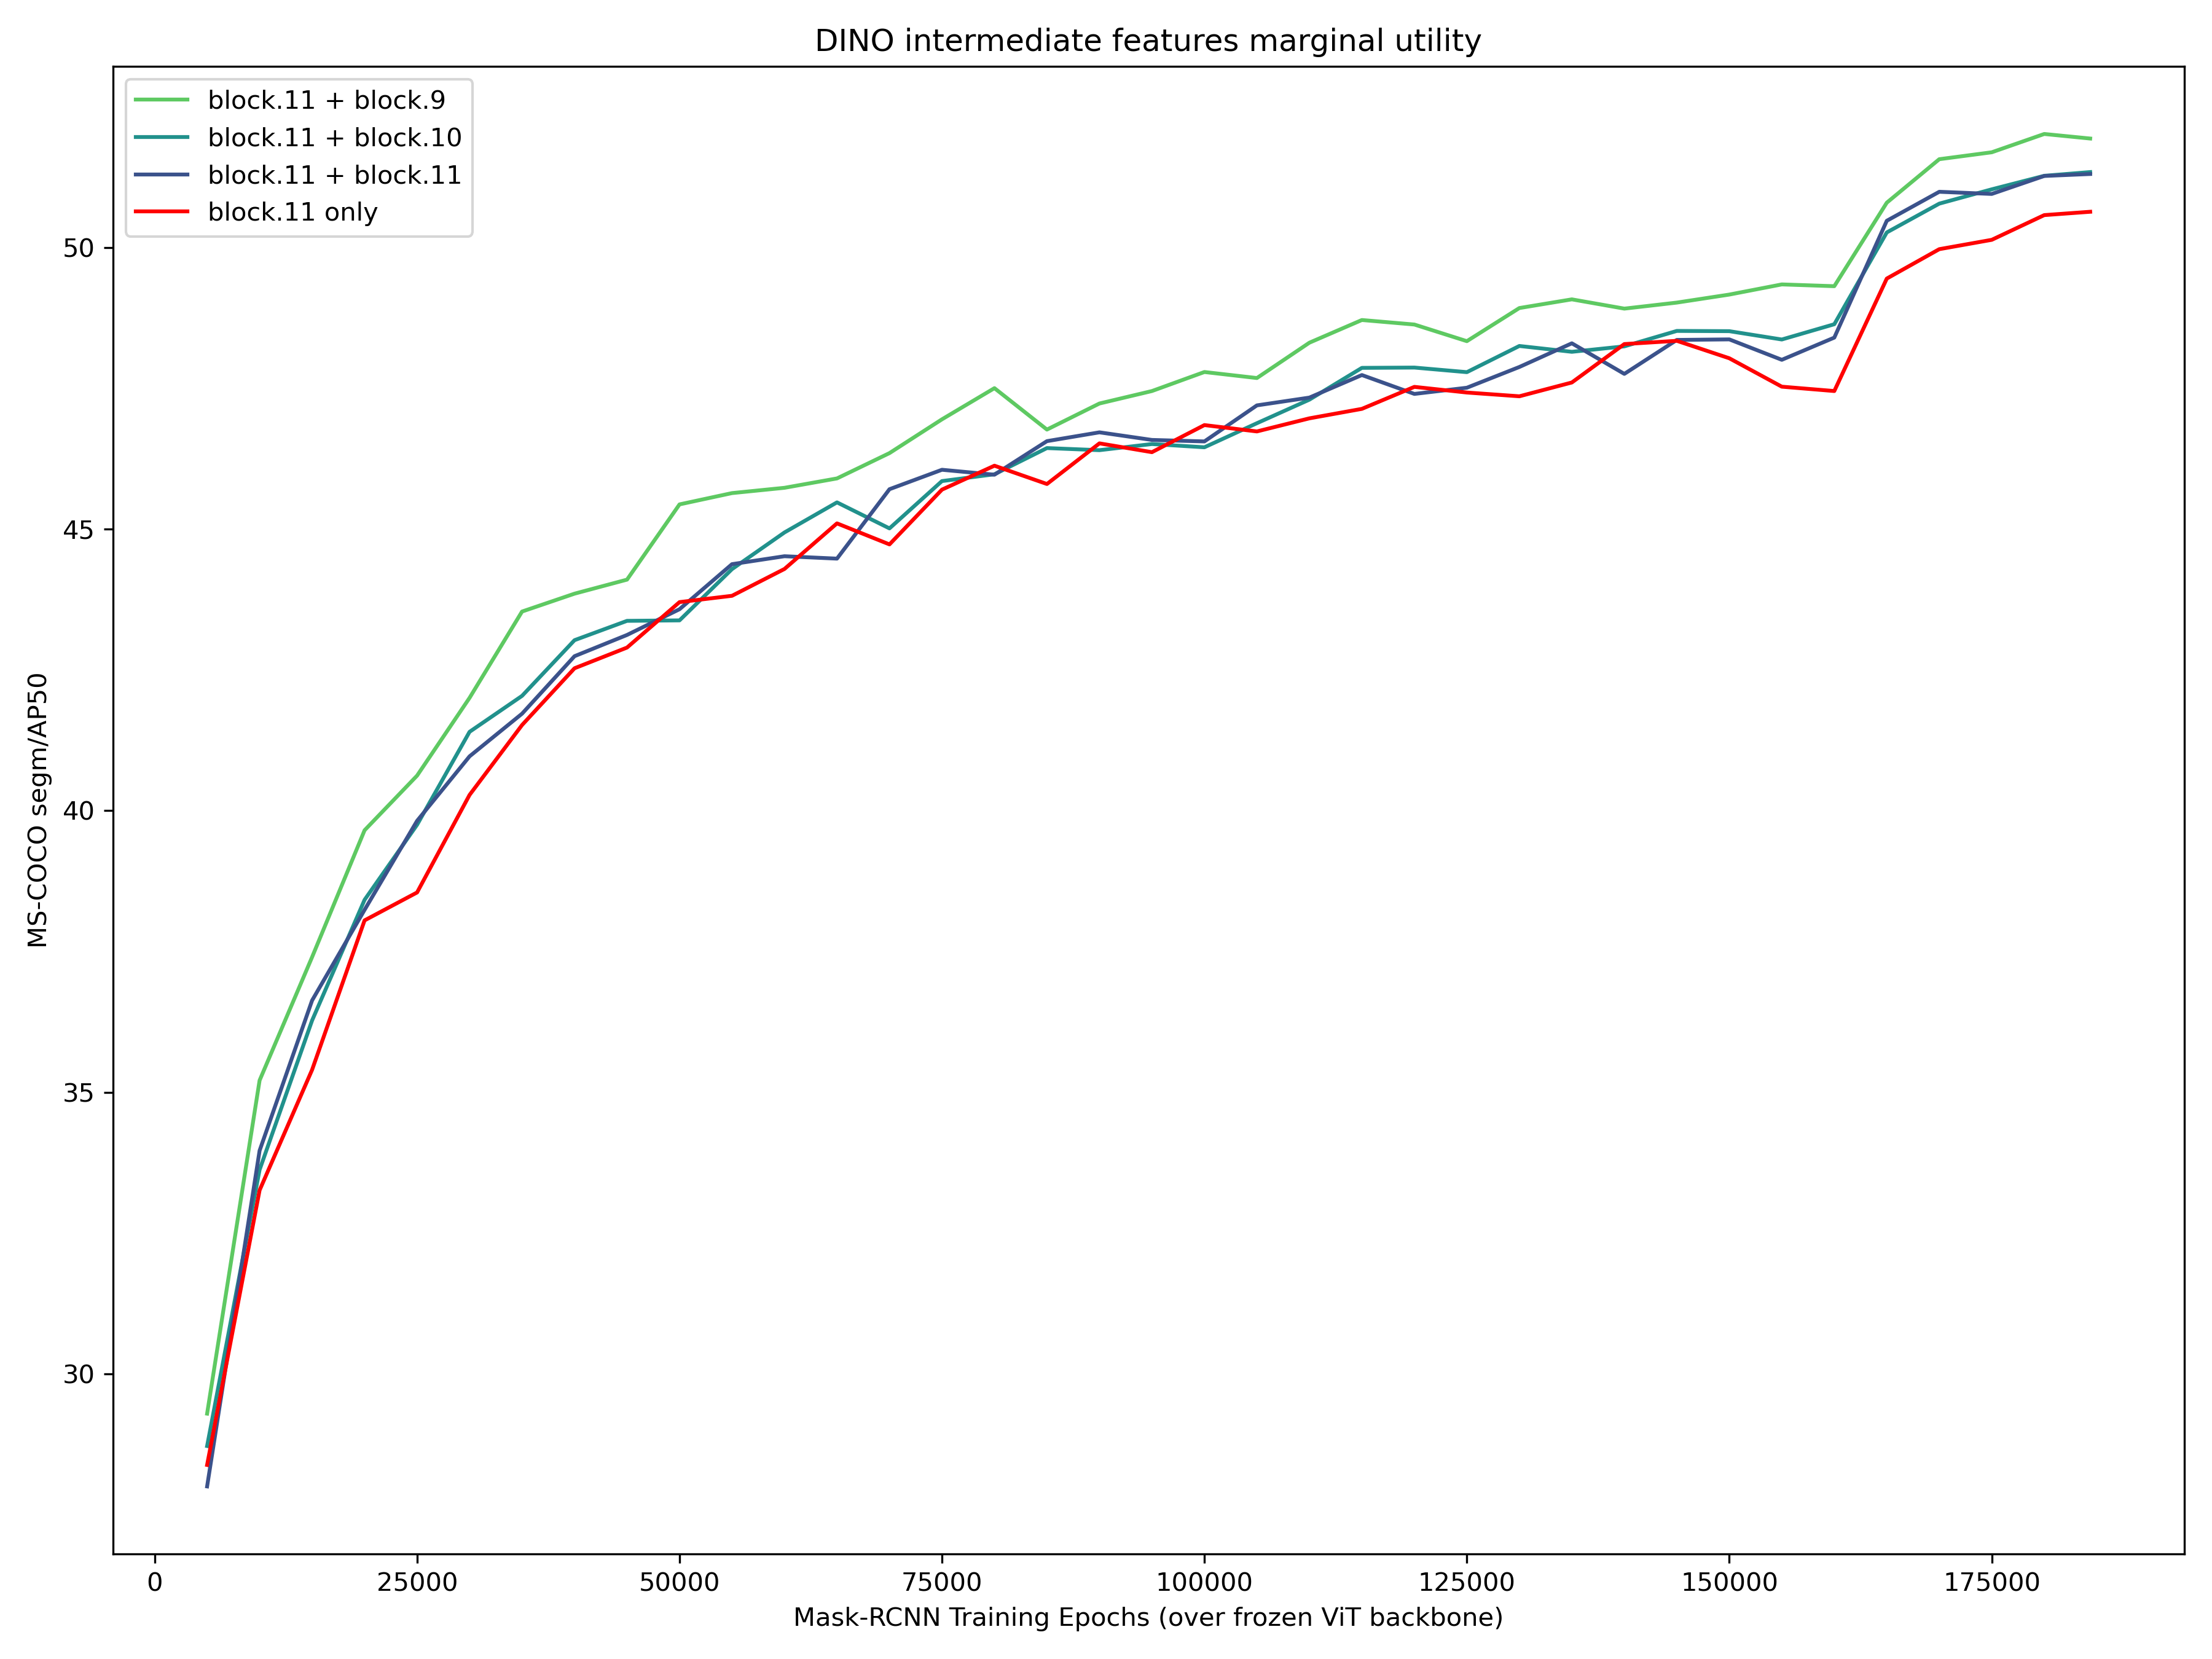 DINO intermediate features marginal utility
block.11 + block.9
block.11 + block.10
block.11 + block.11
block.11 only
50
45
40
35
30
MS-COCO segm/AP50
0 25000 50000 75000 100000 125000 150000 175000
Mask-RCNN Training Epochs (over frozen ViT backbone)